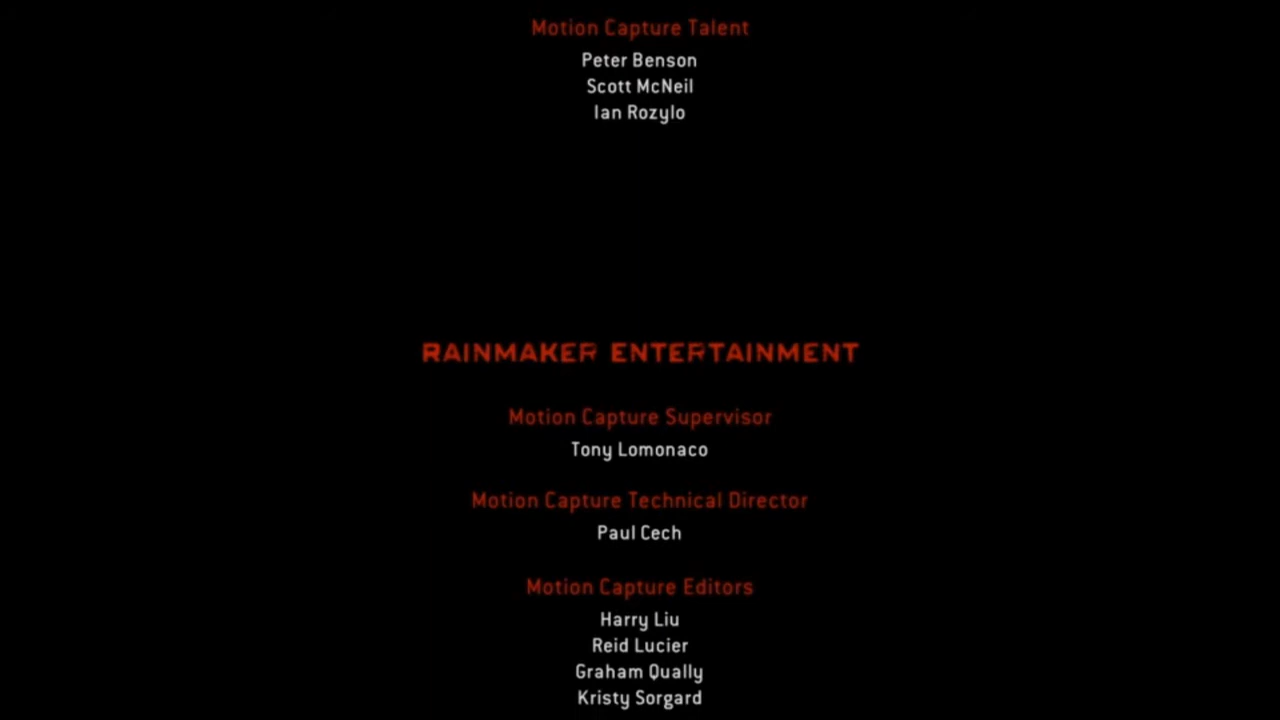 Motion Capture Talent
Peter Benson
Scott McNeil
Ian Rozylo
RAINMAKER ENTERTAINMENT
Motion Capture Supervisor
Tony Lomonaco
Motion Capture Technical Director
Paul Cech
Motion Capture Editors
Harry Liu
Reid Lucier
Graham Qually
Kristy Sorgard